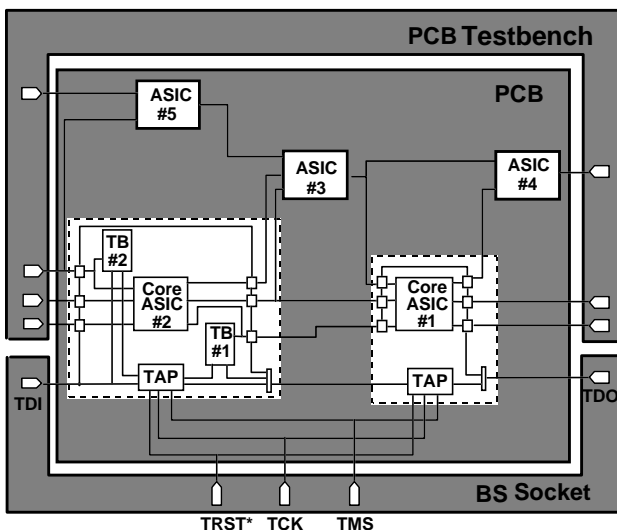 PCB Testbench
PCB
ASIC
#5
ASIC
#3
ASIC
#4
TB
#2
Core
ASIC
#2
Core
ASIC
#1
TB
#1
TAP
TAP
TDI
TDO
BS Socket
TRST*
TCK
TMS